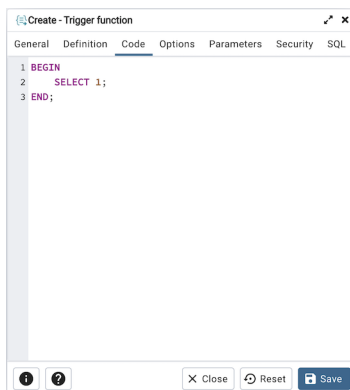 Create - Trigger function
General Definition Code Options Parameters Security SQL
1 BEGIN
2 SELECT 1;
3 END;
Close Reset Save